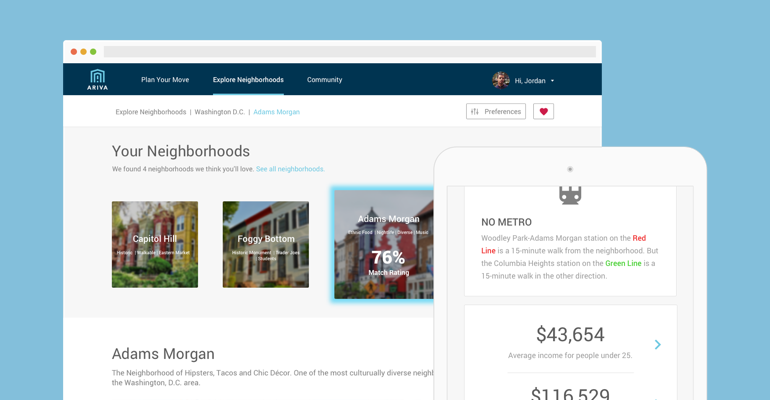 ARIVA
Plan Your Move
Explore Neighborhoods
Community
Hi, Jordan
Explore Neighborhoods | Washington D.C. | Adams Morgan
Preferences
Your Neighborhoods
We found 4 neighborhoods we think you'll love. See all neighborhoods.
Capitol Hill
Historic | Walkable | Eastern Market
Foggy Bottom
Historic Monument | Trader Joes
| Students
Adams Morgan
Ethnic Food | Nightlife | Diverse | Music
76%
Match Rating
Adams Morgan
The Neighborhood of Hipsters, Tacos and Chic Décor. One of the most culturally diverse
the Washington, D.C. area.
NO METRO
Woodley Park-Adams Morgan station on the Red
Line is a 15-minute walk from the neighborhood. But
the Columbia Heights station on the Green Line is a
15-minute walk in the other direction.
$43,654
Average income for people under 25.
$116,529